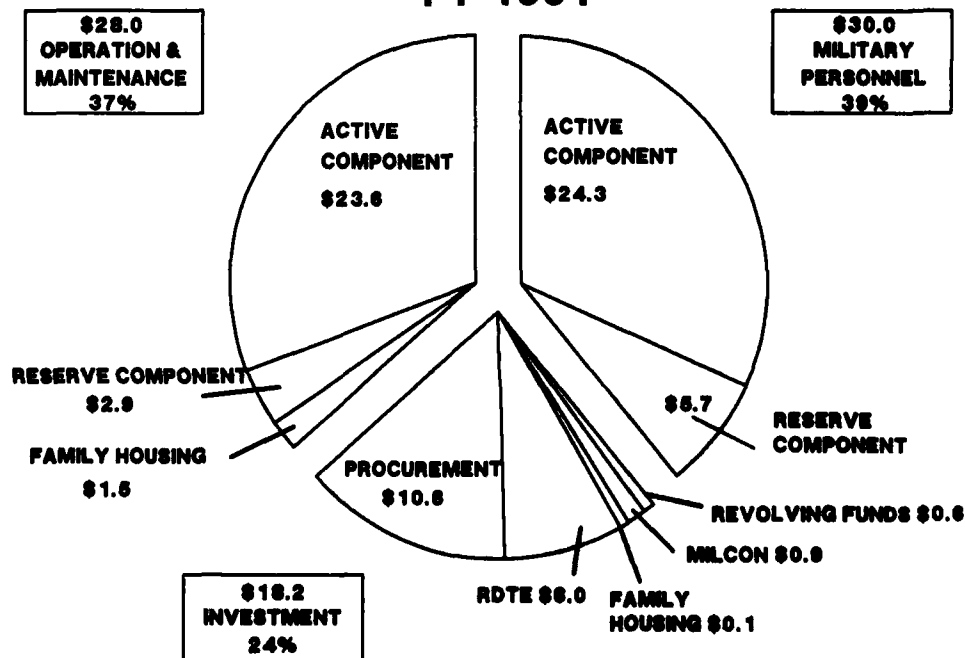 $28.0
OPERATION &
MAINTENANCE
37%
$30.0
MILITARY
PERSONNEL
39%
ACTIVE
COMPONENT
$23.6
ACTIVE
COMPONENT
$24.3
RESERVE COMPONENT
$2.9
FAMILY HOUSING
$1.5
$5.7
RESERVE
COMPONENT
PROCUREMENT
$10.6
REVOLVING FUNDS $0.6
MILCON $0.9
RDTE $6.0
FAMILY
HOUSING $0.1
$18.2
INVESTMENT
24%